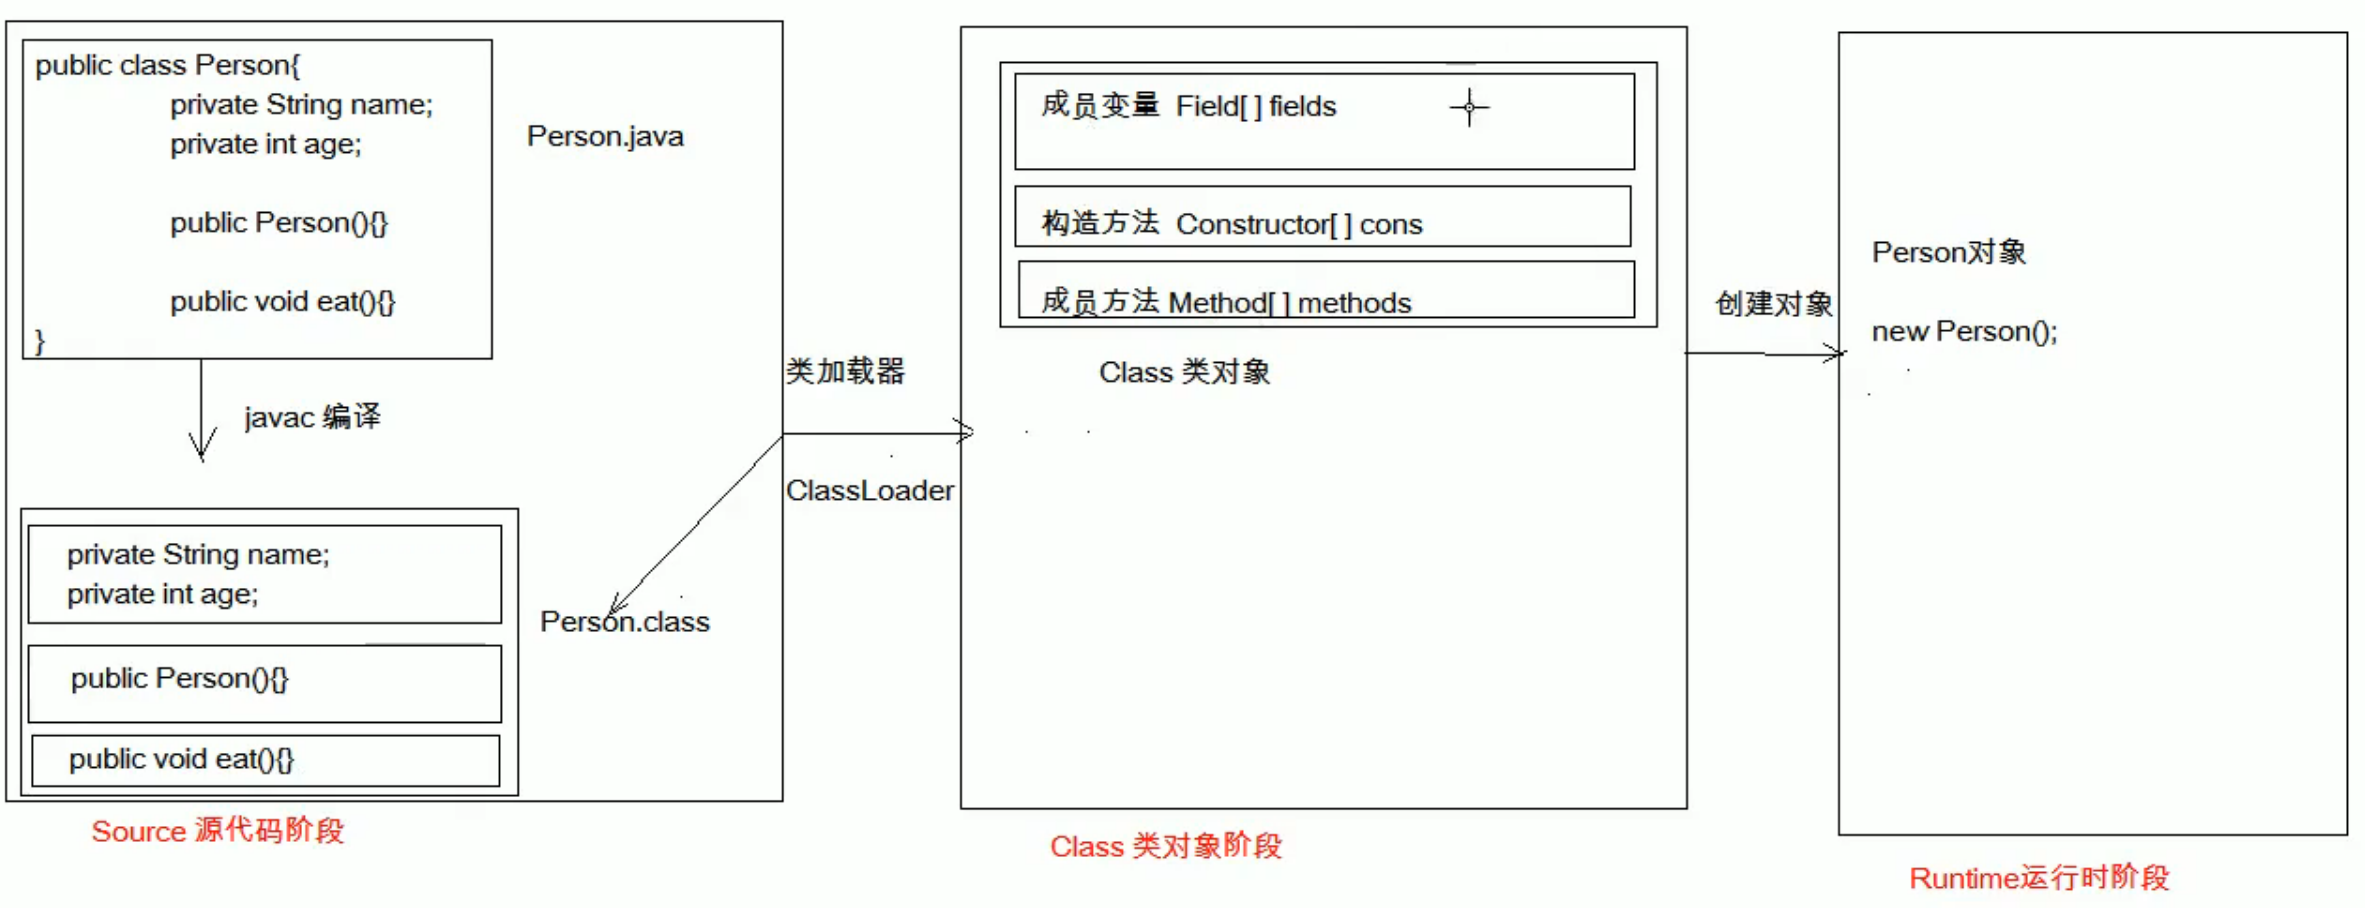 public class Person{
private String name;
private int age;
public Person(){}
public void eat(){}
}
Person.java
javac 编译
private String name;
private int age;
public Person(){}
public void eat(){}
Person.class
Source 源代码阶段
类加载器
ClassLoader
成员变量 Field[ ] fields
构造方法 Constructor[ ] cons
成员方法 Method[ ] methods
Class 类对象
Class 类对象阶段
创建对象
Person对象
new Person();
Runtime运行时阶段